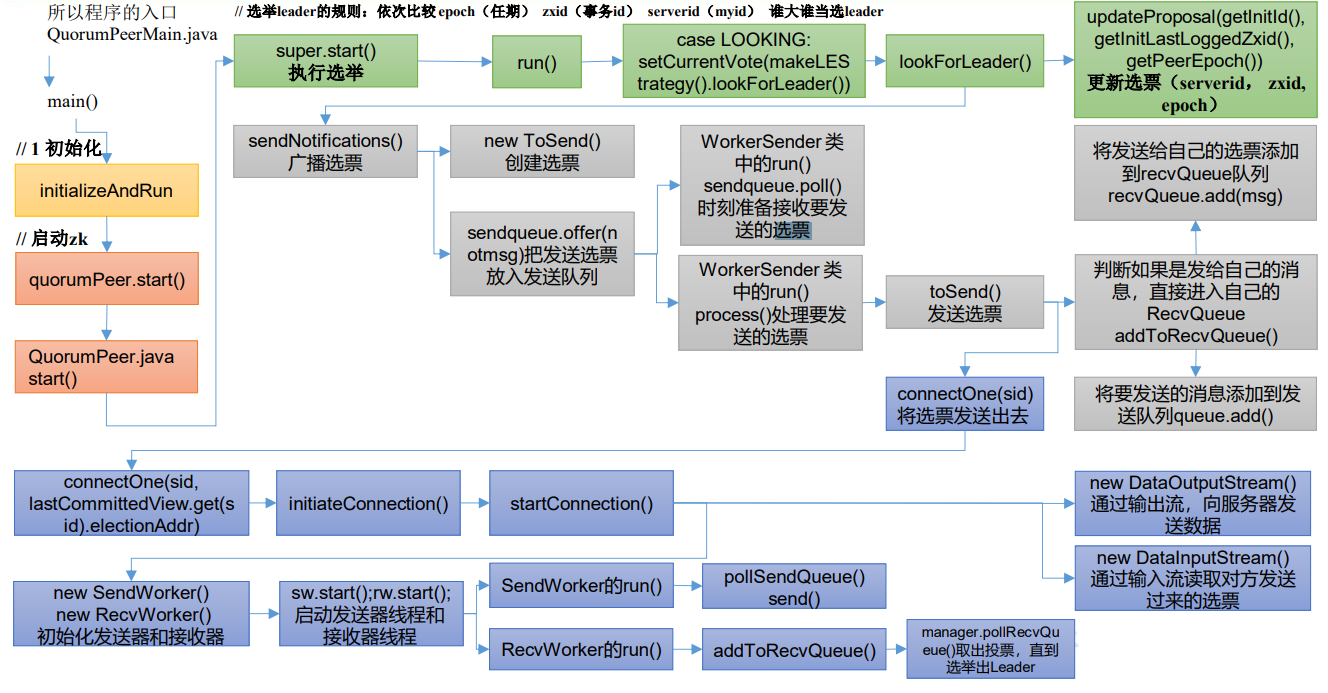 所以程序的入口
QuorumPeerMain.java
main()
// 1 初始化
initializeAndRun
// 启动zk
quorumPeer.start()
QuorumPeer.java
start()
// 选举leader的规则：依次比较 epoch（任期） zxid（事务id） serverid（myid） 谁大谁当选leader
super.start()
执行选举
run()
case LOOKING:
setCurrentVote(makeLES
trategy().lookForLeader())
lookForLeader()
updateProposal(getInitId(),
getInitLastLoggedZxid(),
getPeerEpoch())
更新选票（serverid， zxid,
epoch）
sendNotifications()
广播选票
new ToSend()
创建选票
sendqueue.offer(n
otmsg)把发送选票
放入发送队列
WorkerSender 类
中的run()
sendqueue.poll()
时刻准备接收要发
送的选票
WorkerSender 类
中的run()
process()处理要发
送的选票
toSend()
发送选票
将发送给自己的选票添加
到recvQueue队列
recvQueue.add(msg)
判断如果是发给自己的消
息，直接进入自己的
RecvQueue
addToRecvQueue()
将要发送的消息添加到发
送队列queue.add()
connectOne(sid)
将选票发送出去
connectOne(sid,
lastCommittedView.get(s
id).electionAddr)
initiateConnection()
startConnection()
new DataOutputStream()
通过输出流，向服务器发
送数据
new DataInputStream()
通过输入流读取对方发送
过来的选票
new SendWorker()
new RecvWorker()
初始化发送器和接收器
sw.start();rw.start();
启动发送器线程和
接收器线程
SendWorker的run()
pollSendQueue()
send()
RecvWorker的run()
addToRecvQueue()
manager.pollRecvQu
eue()取出投票，直到
选举出Leader